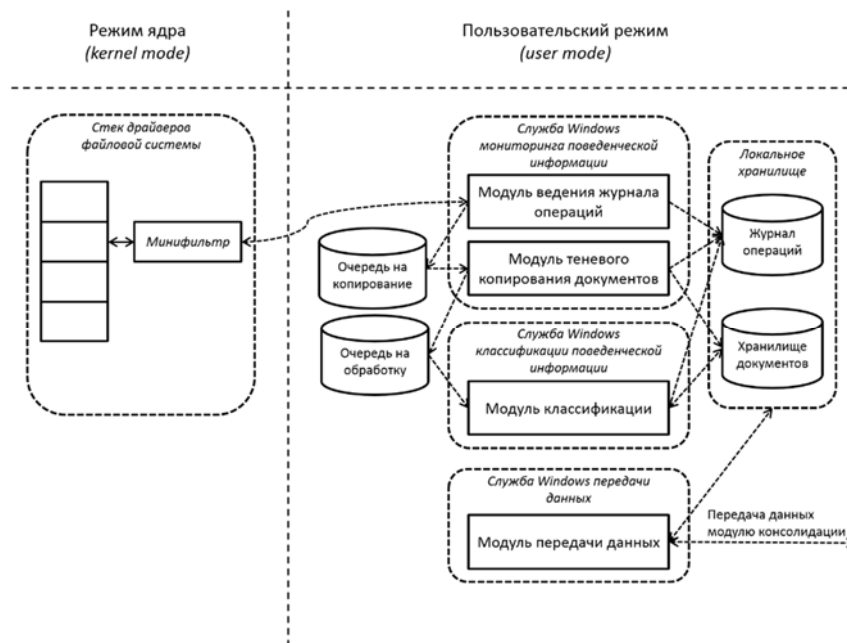 Режим ядра
(kernel mode)
Пользовательский режим
(user mode)
Стек драйверов
файловой системы
Минифильтр
Служба Windows
мониторинга поведенческой
информации
Модуль ведения журнала
операций
Модуль теневого
копирования документов
Очередь на
копирование
Очередь на
обработку
Служба Windows
классификации поведенческой
информации
Модуль классификации
Локальное
хранилище
Журнал
операций
Хранилище
документов
Служба Windows передачи
данных
Модуль передачи данных
Передача данных
модулю консолидации